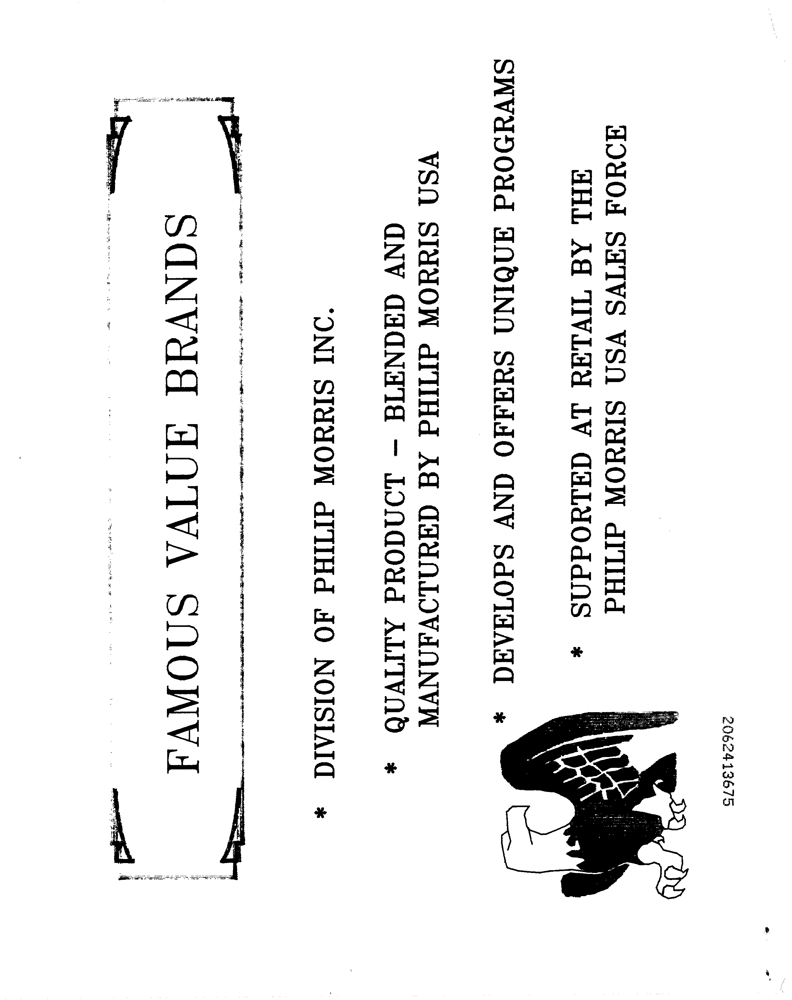 FAMOUS VALUE BRANDS
* DIVISION OF PHILIP MORRIS INC.
* QUALITY PRODUCT – BLENDED AND
MANUFACTURED BY PHILIP MORRIS USA
* DEVELOPS AND OFFERS UNIQUE PROGRAMS
* SUPPORTED AT RETAIL BY THE
PHILIP MORRIS USA SALES FORCE
2062413675